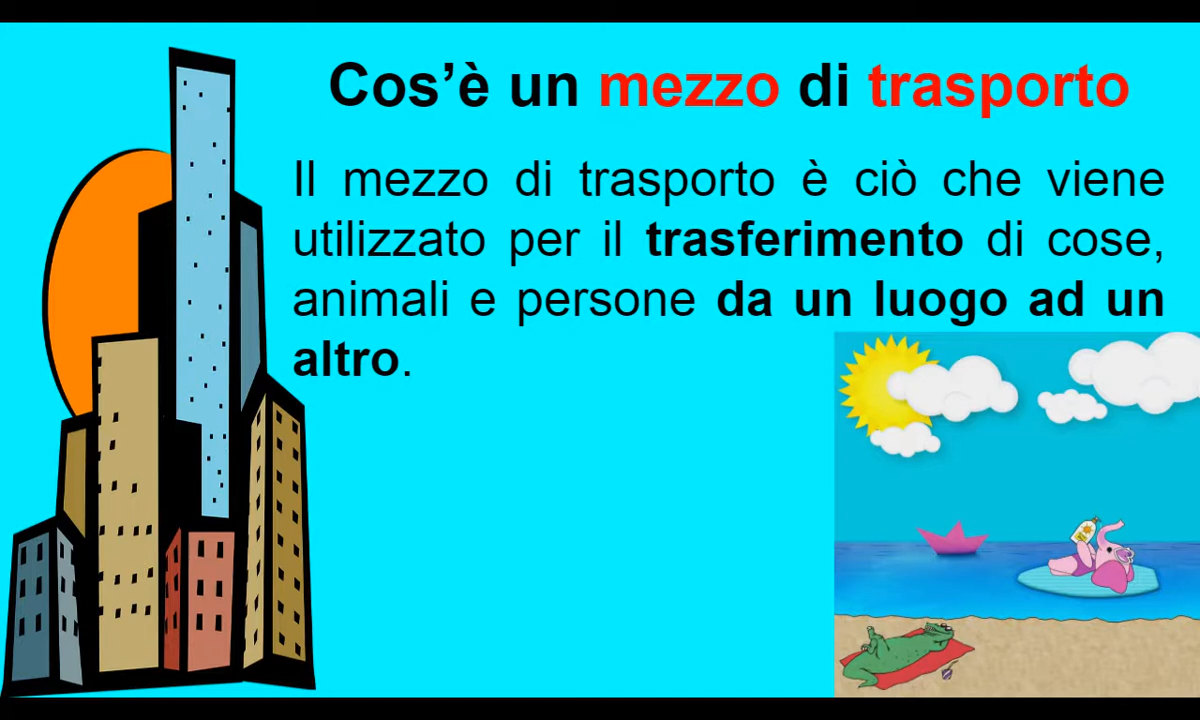 Cos’è un mezzo di trasporto
Il mezzo di trasporto è ciò che viene
utilizzato per il trasferimento di cose,
animali e persone da un luogo ad un
altro.